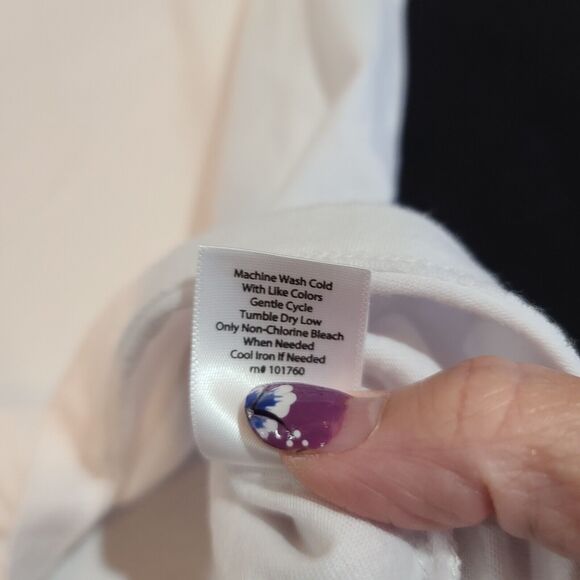 Machine Wash Cold
With Like Colors
Gentle Cycle
Tumble Dry Low
Only Non-Chlorine Bleach
When Needed
Cool Iron If Needed
rn# 101760